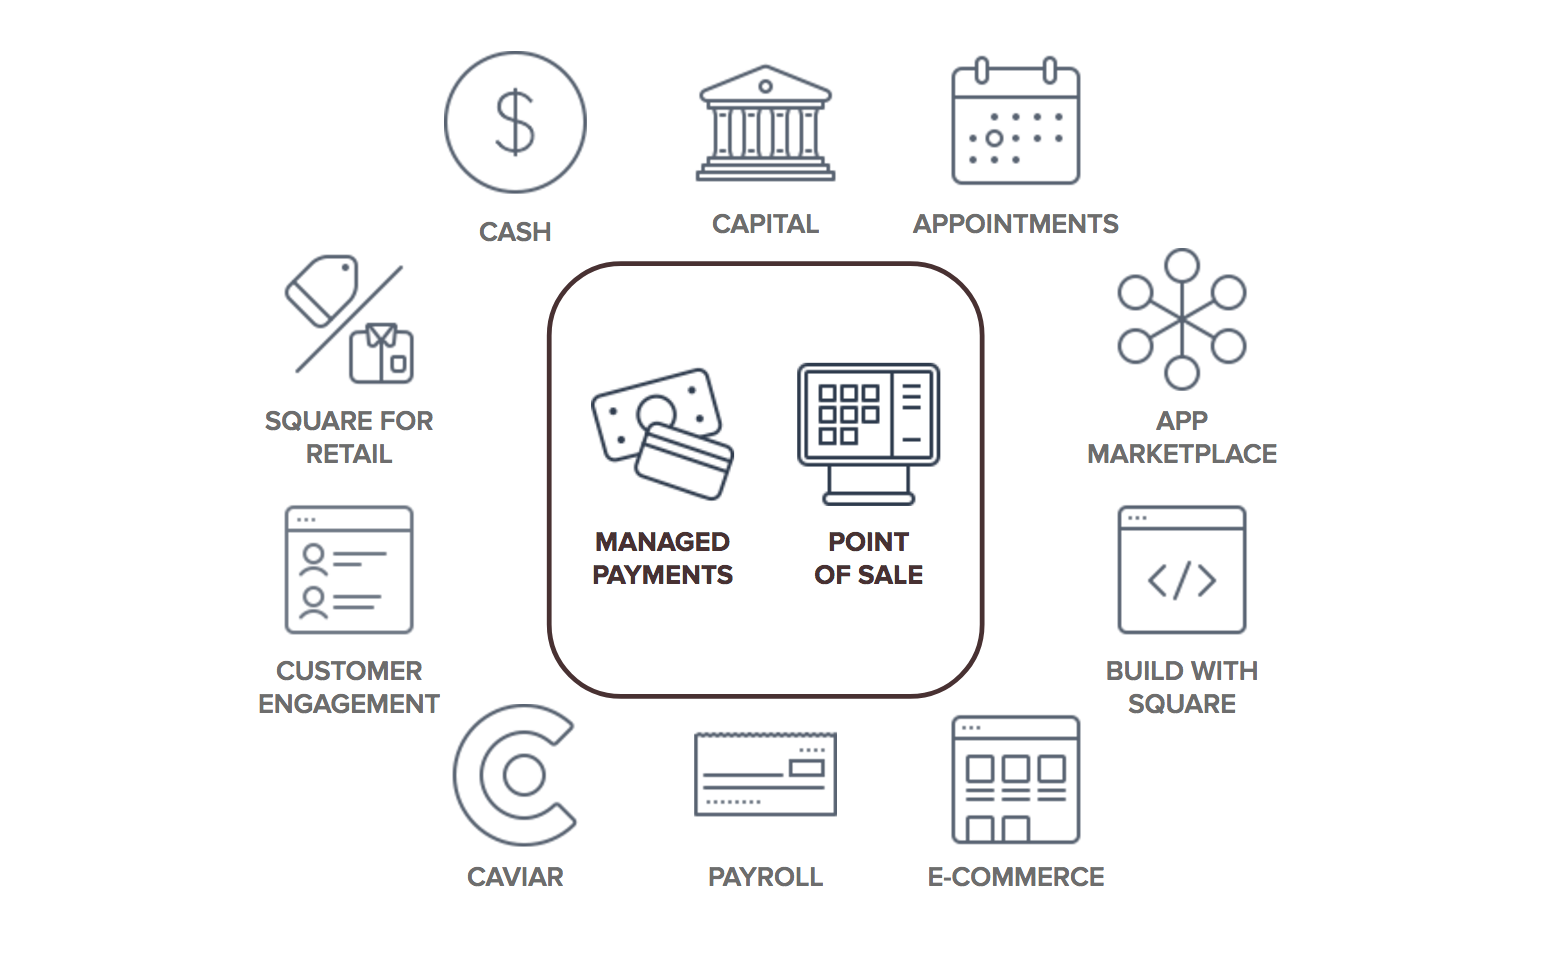 $
CASH
CAPITAL
APPOINTMENTS
SQUARE FOR
RETAIL
APP
MARKETPLACE
MANAGED
PAYMENTS
POINT
OF SALE
CUSTOMER
ENGAGEMENT
</>
BUILD WITH
SQUARE
CAVIAR
PAYROLL
E-COMMERCE